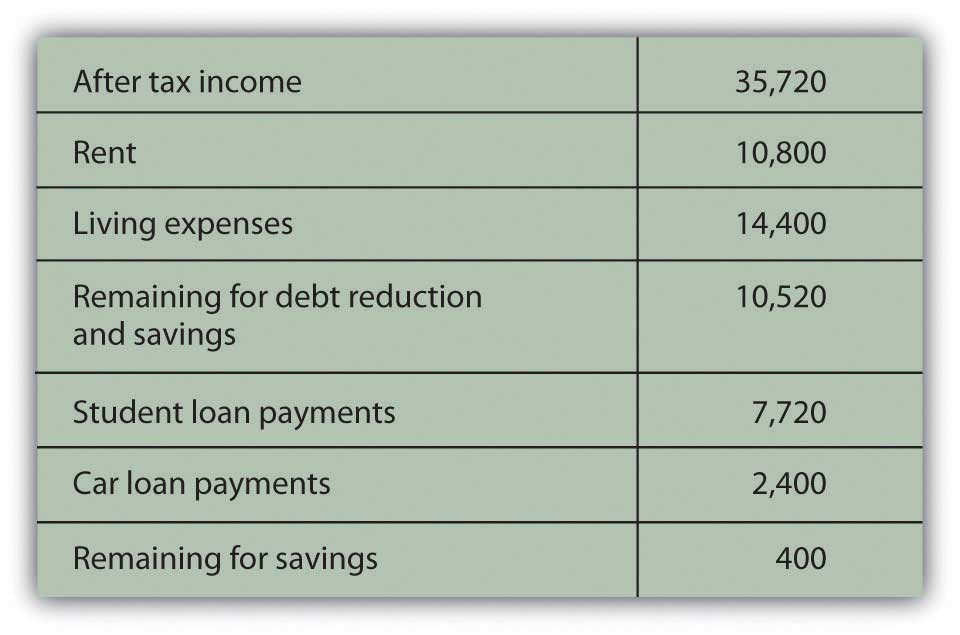 After tax income 35,720
Rent 10,800
Living expenses 14,400
Remaining for debt reduction 10,520
and savings
Student loan payments 7,720
Car loan payments 2,400
Remaining for savings 400